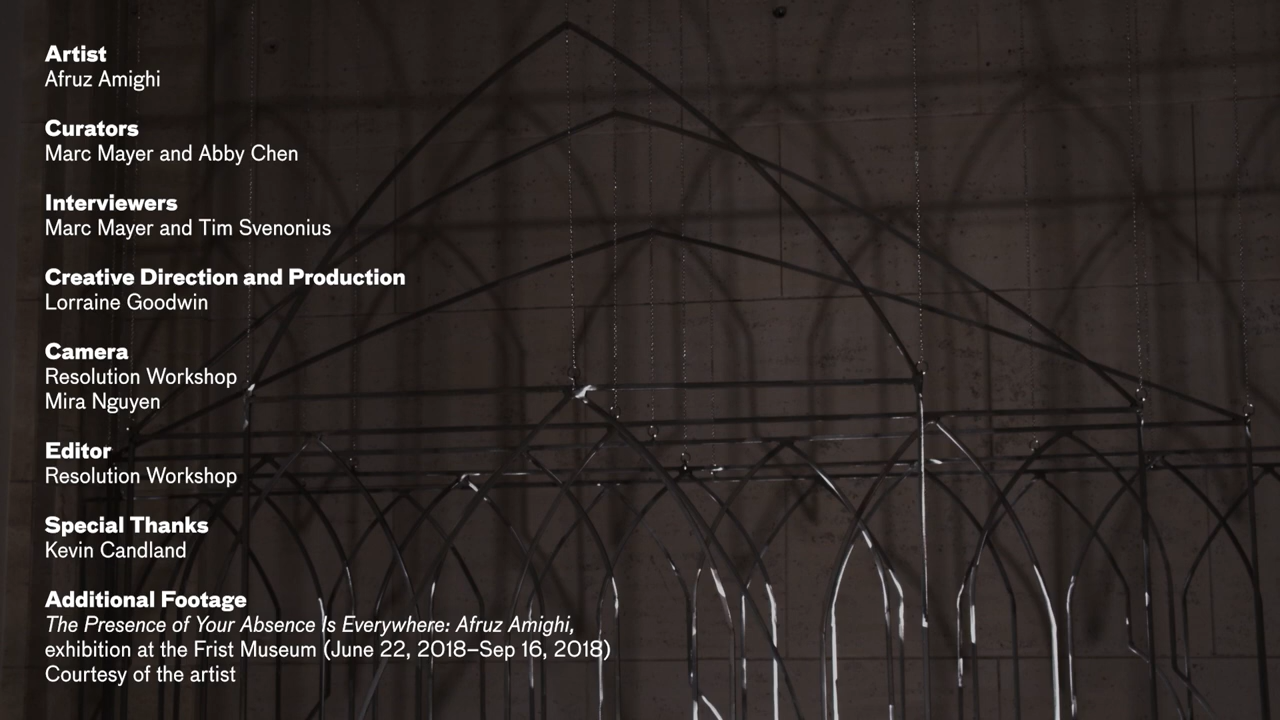 Artist
Afruz Amighi
Curators
Marc Mayer and Abby Chen
Interviewers
Marc Mayer and Tim Svenonius
Creative Direction and Production
Lorraine Goodwin
Camera
Resolution Workshop
Mira Nguyen
Editor
Resolution Workshop
Special Thanks
Kevin Candland
Additional Footage
The Presence of Your Absence Is Everywhere: Afruz Amighi,
exhibition at the Frist Museum (June 22, 2018–Sep 16, 2018)
Courtesy of the artist